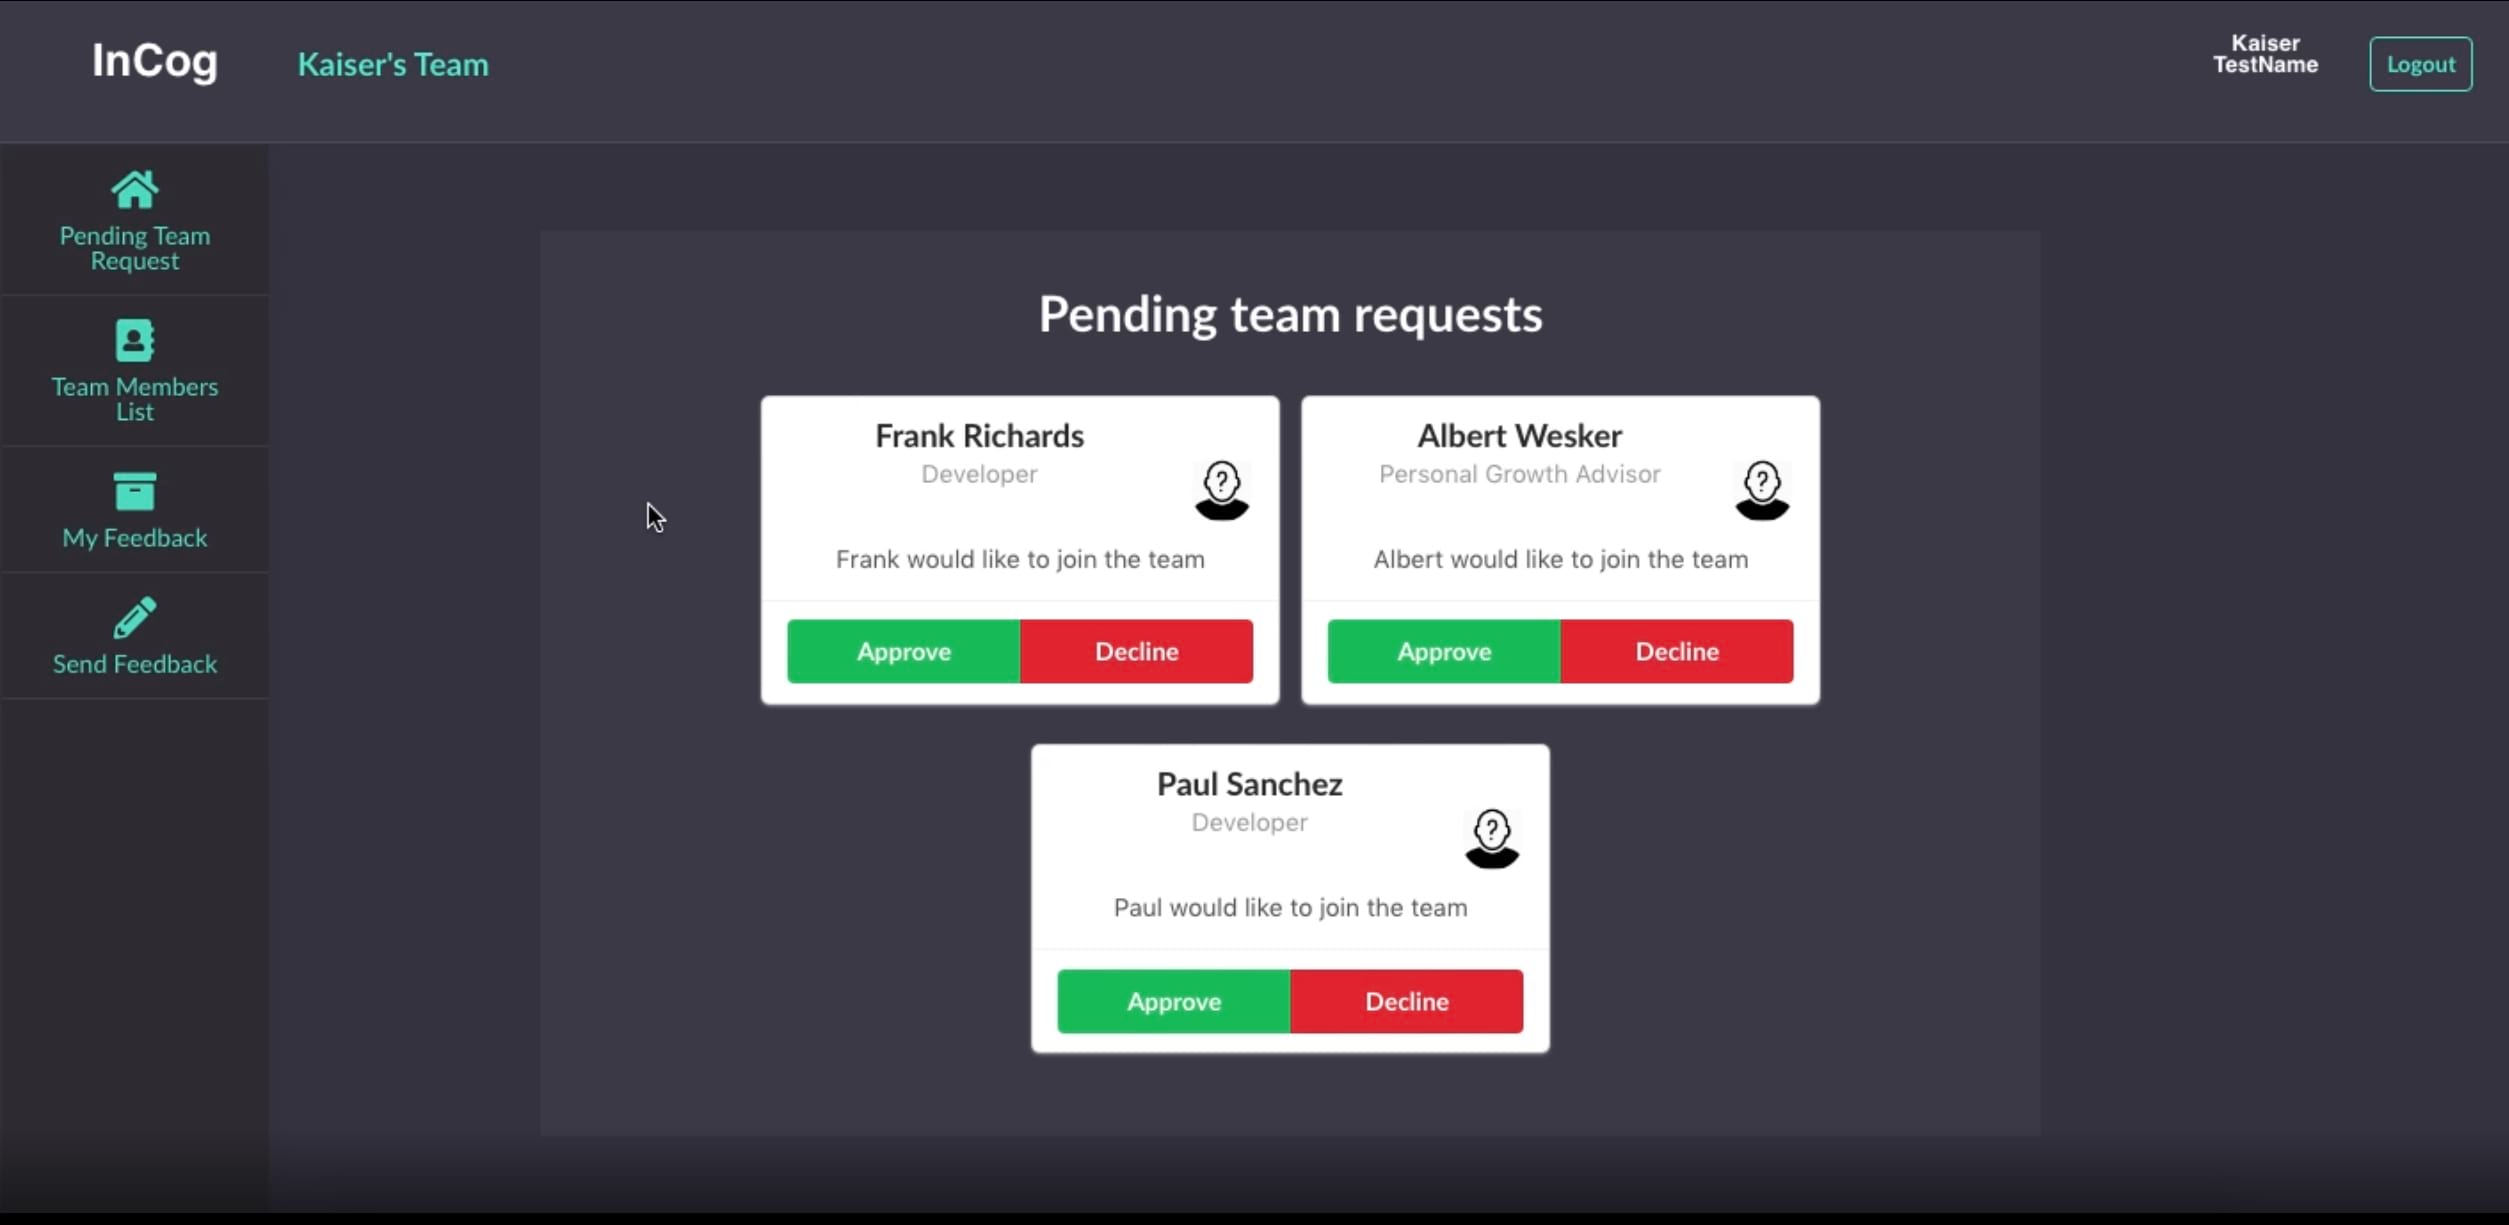 InCog
Kaiser's Team
Kaiser
TestName
Logout
Pending Team
Request
Team Members
List
My Feedback
Send Feedback
Pending team requests
Frank Richards
Developer
?
Frank would like to join the team
Approve
Decline
Albert Wesker
Personal Growth Advisor
?
Albert would like to join the team
Approve
Decline
Paul Sanchez
Developer
?
Paul would like to join the team
Approve
Decline